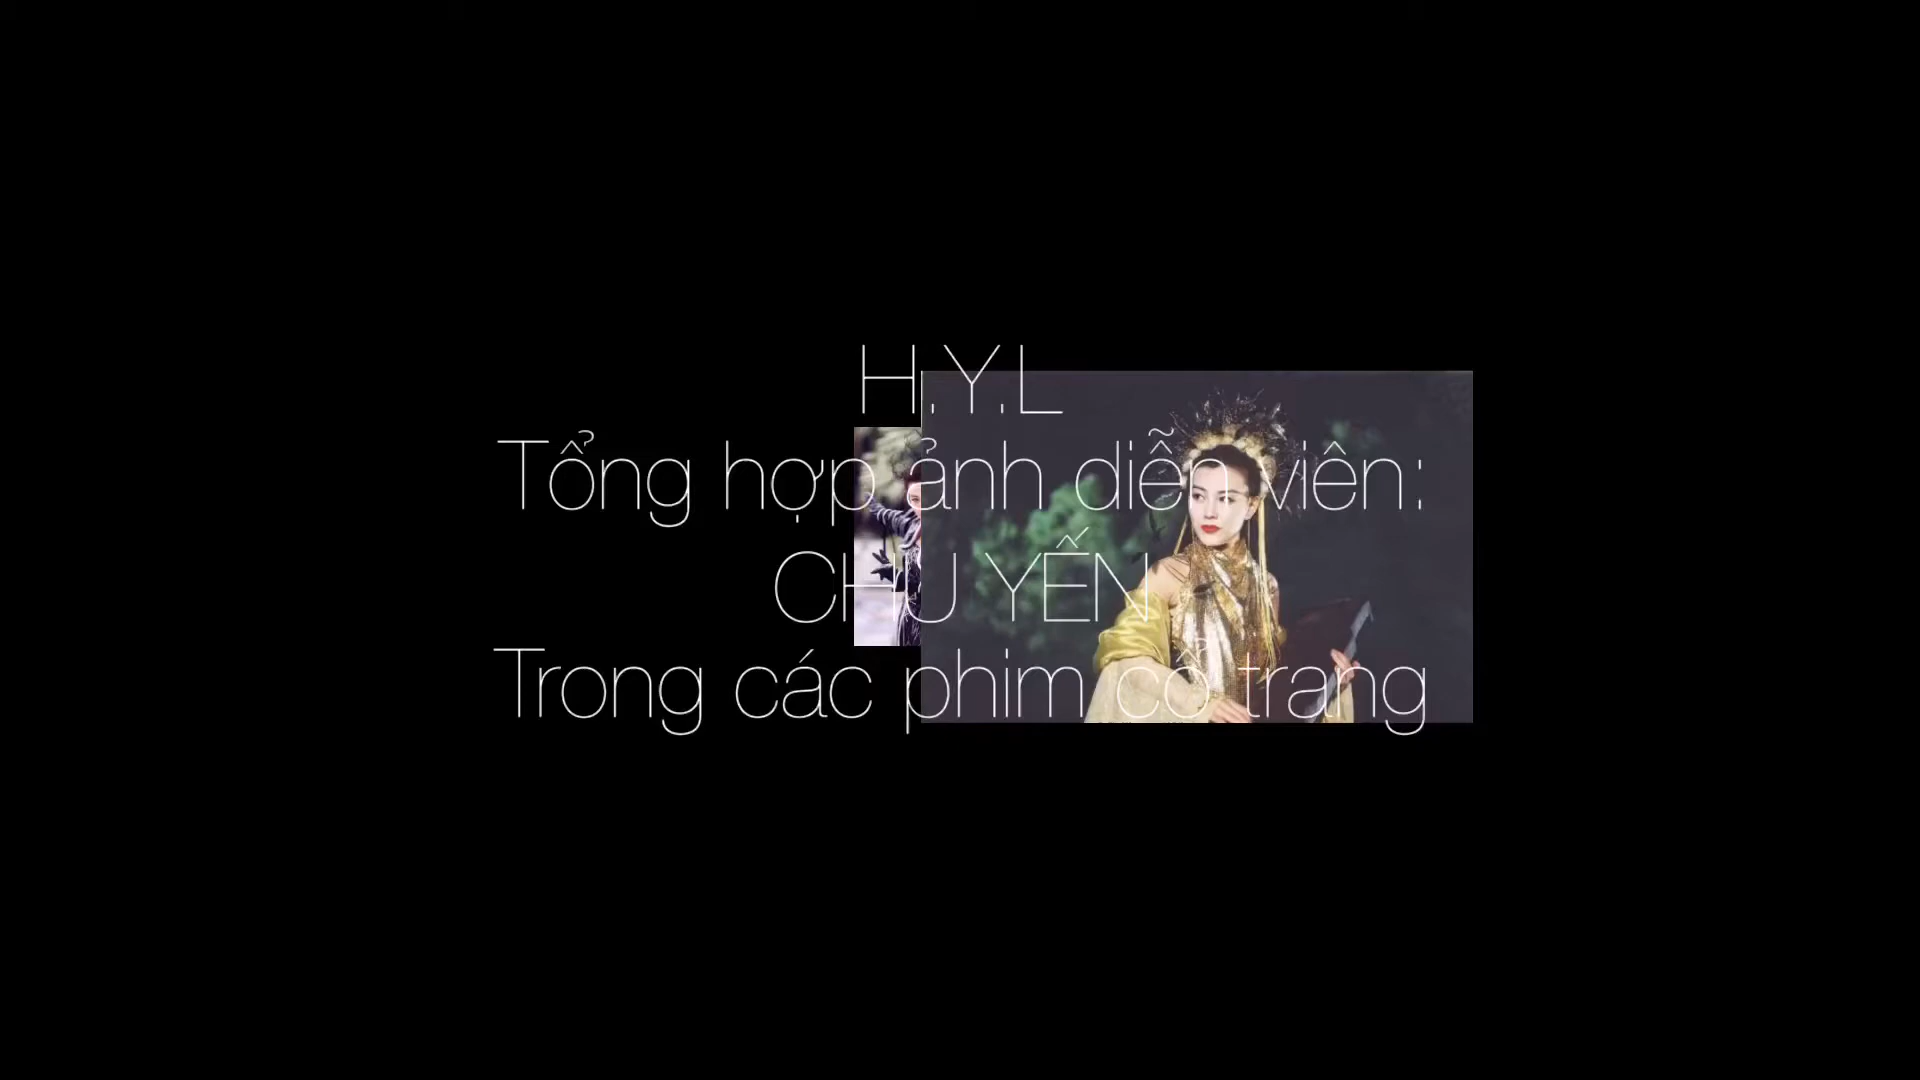 H.Y.L
Tổng hợp ảnh diễn viên:
CHU YẾN
Trong các phim cổ trang